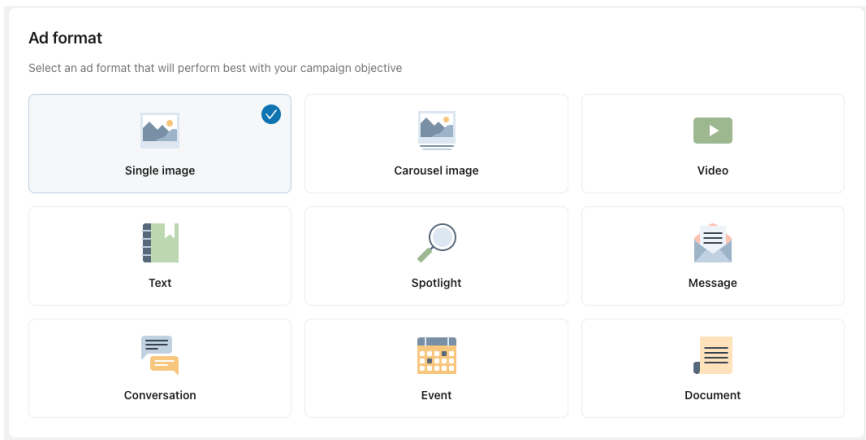 Ad format
Select an ad format that will perform best with your campaign objective
Single image
Carousel image
Video
Text
Spotlight
Message
Conversation
Event
Document